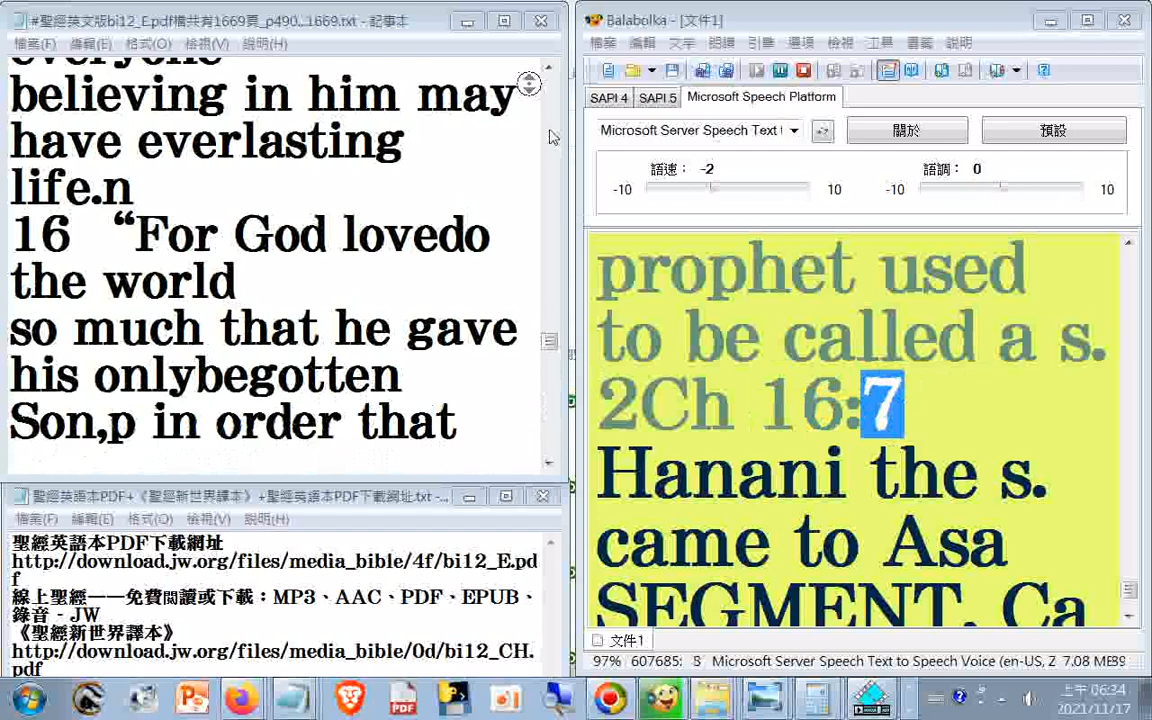 #聖經英文版bi12_E.pdf檔共有1669頁_p490...1669.txt - 記事本
檔案(F) 編輯(E) 格式(O) 檢視(V) 說明(H)
everyone
believing in him may
have everlasting
life.n
16 “For God lovedo
the world
so much that he gave
his onlybegotten
Son,p in order that
聖經英語本PDF+《聖經新世界譯本》+聖經英語本PDF下載網址.txt -...
檔案(F) 編輯(E) 格式(O) 檢視(V) 說明(H)
聖經英語本PDF下載網址
http://download.jw.org/files/media_bible/4f/bi12_E.pd
f
線上聖經──免費閱讀或下載：MP3、AAC、PDF、EPUB、
錄音 - JW
《聖經新世界譯本》
http://download.jw.org/files/media_bible/0d/bi12_CH.
pdf
Balabolka - [文件1]
檔案 編輯 文字 朗讀 引擎 選項 檢視 工具 書籤 說明
SAPI 4 SAPI 5 Microsoft Speech Platform
Microsoft Server Speech Text 關於 預設
語速： -2 語調： 0
-10 10 -10 10
prophet used
to be called a s.
2Ch 16:7
Hanani the s.
came to Asa
SEGMENT, Ca
文件1
97% 607685: Microsoft Server Speech Text to Speech Voice (en-US, Z 7.08 MB
上午 06:34
2021/11/17